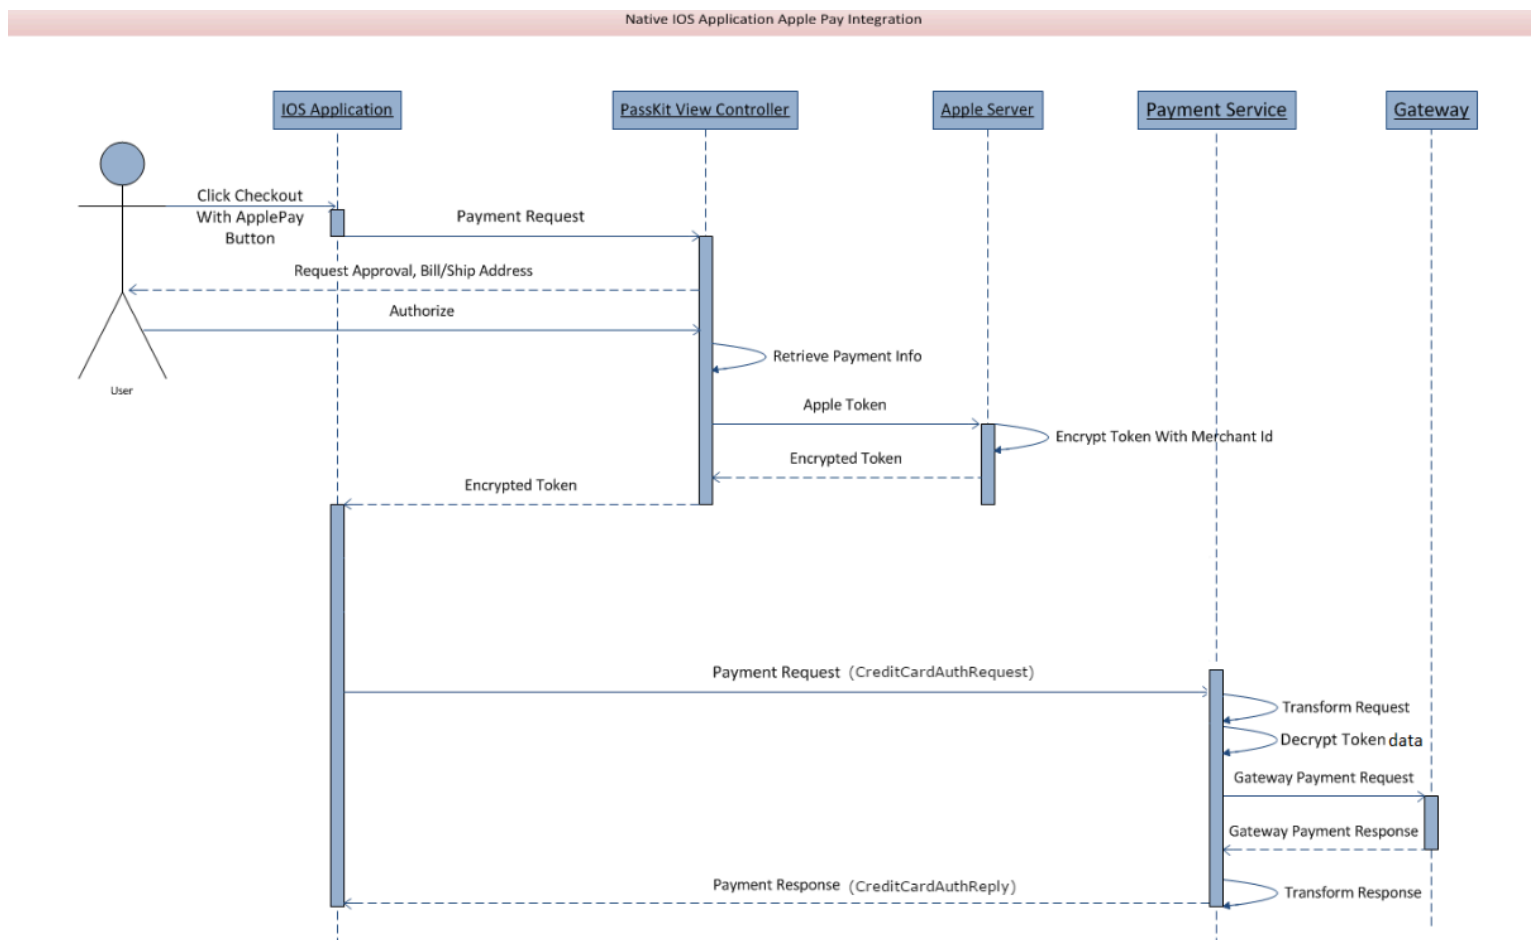 Native IOS Application Apple Pay Integration
IOS Application
PassKit View Controller
Apple Server
Payment Service
Gateway
Click Checkout
With ApplePay
Button
Payment Request
Request Approval, Bill/Ship Address
Authorize
Retrieve Payment Info
User
Apple Token
Encrypt Token With Merchant Id
Encrypted Token
Encrypted Token
Payment Request (CreditCardAuthRequest)
Transform Request
Decrypt Token data
Gateway Payment Request
Gateway Payment Response
Payment Response (CreditCardAuthReply)
Transform Response